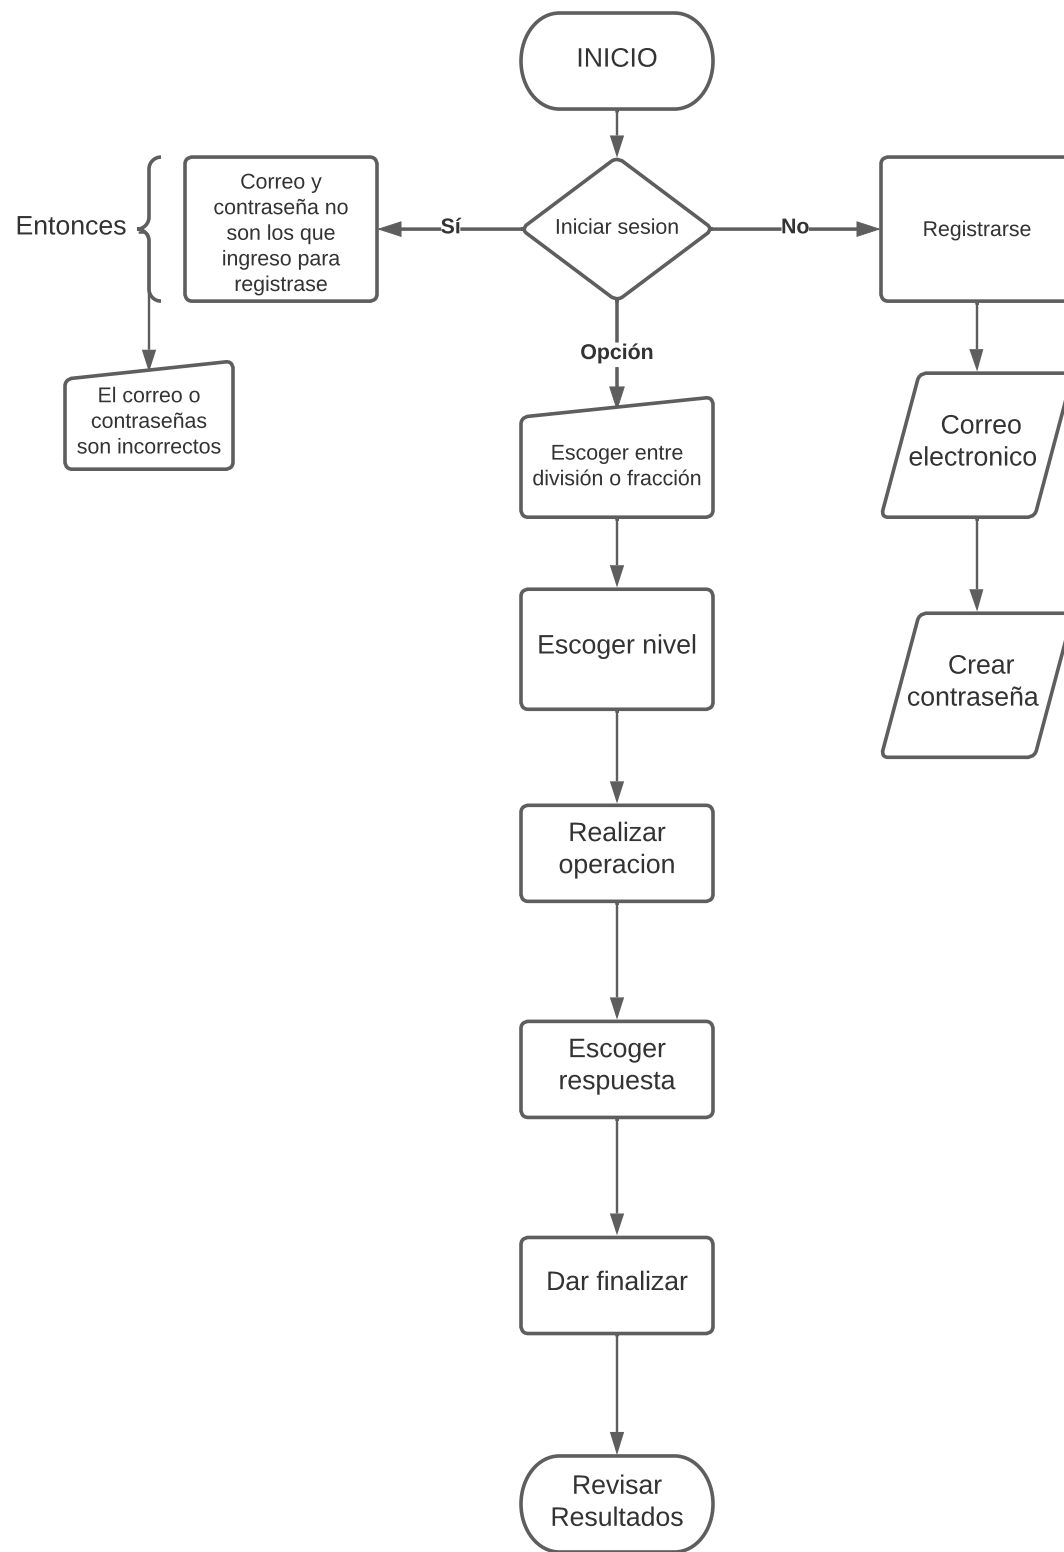 INICIO
Entonces
Correo y
contraseña no
son los que
ingreso para
registrase
Sí
Iniciar sesion
No
Registrarse
Opción
El correo o
contraseñas
son incorrectos
Escoger entre
división o fracción
Correo
electronico
Escoger nivel
Crear
contraseña
Realizar
operacion
Escoger
respuesta
Dar finalizar
Revisar
Resultados